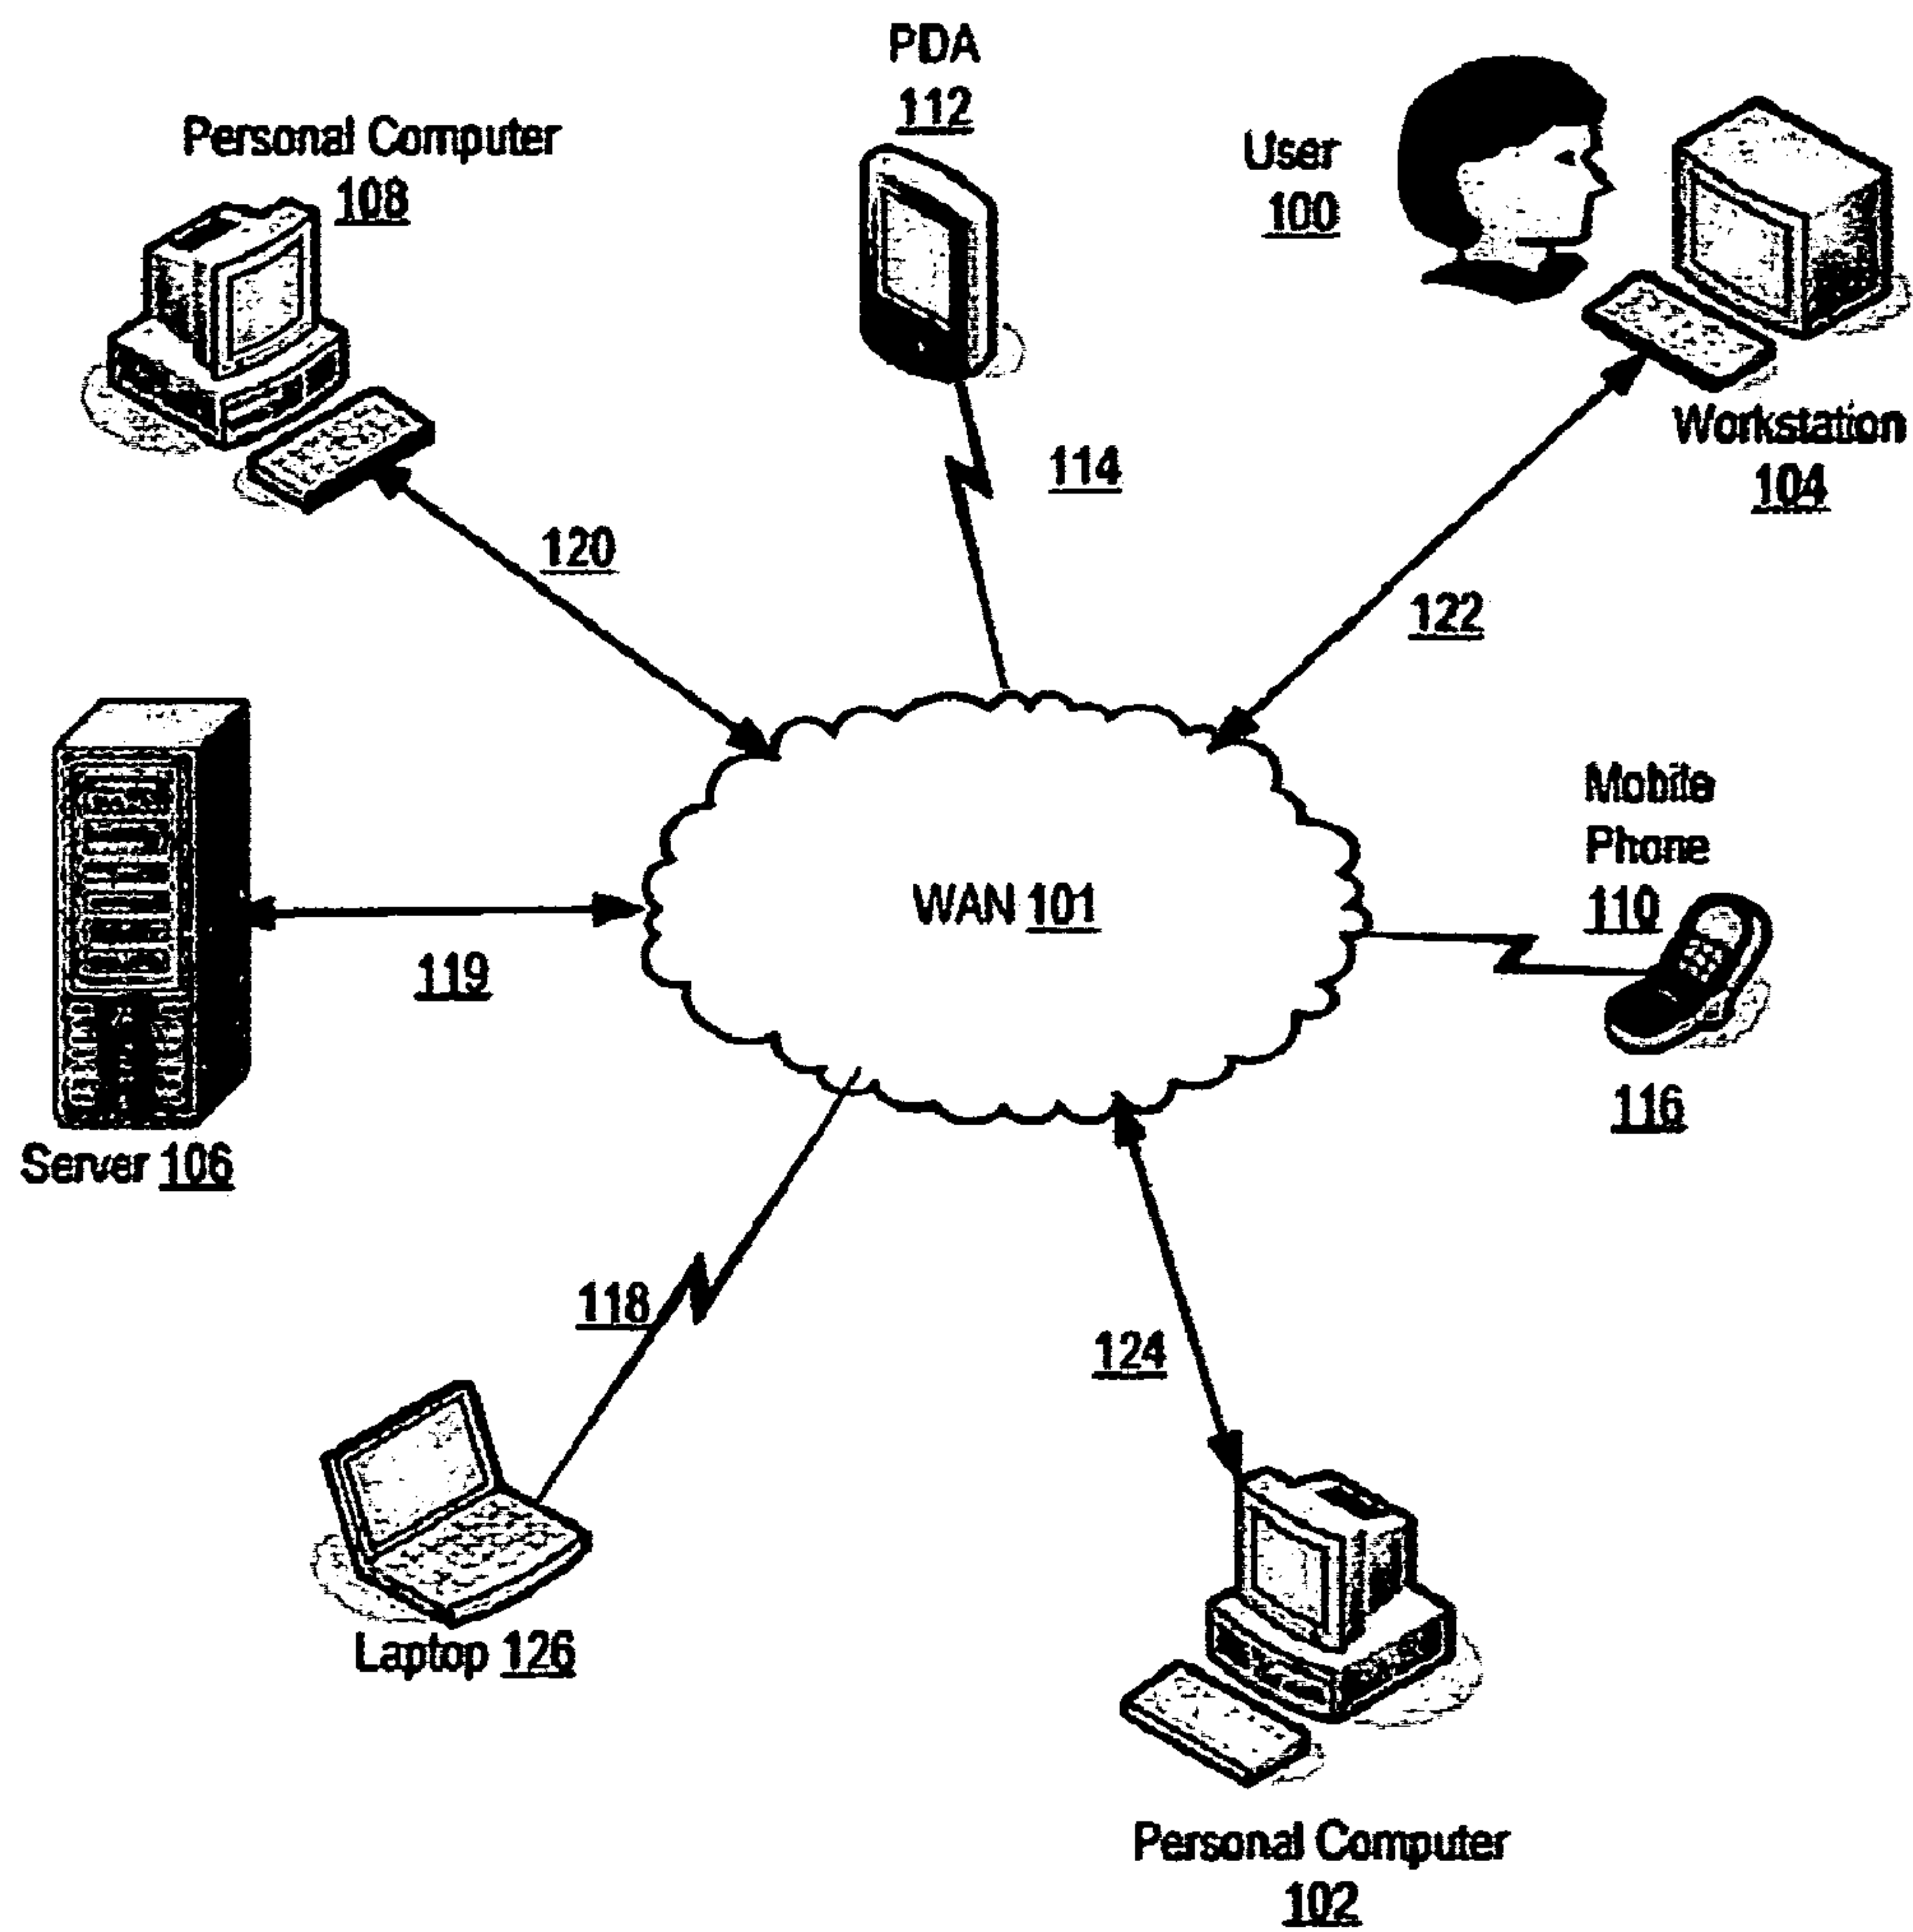 PDA
112
Personal Computer
108
User
100
Workstation
104
114
120
122
Mobile
Phone
110
WAN 101
119
116
Server 106
118
124
Laptop 126
Personal Computer
102